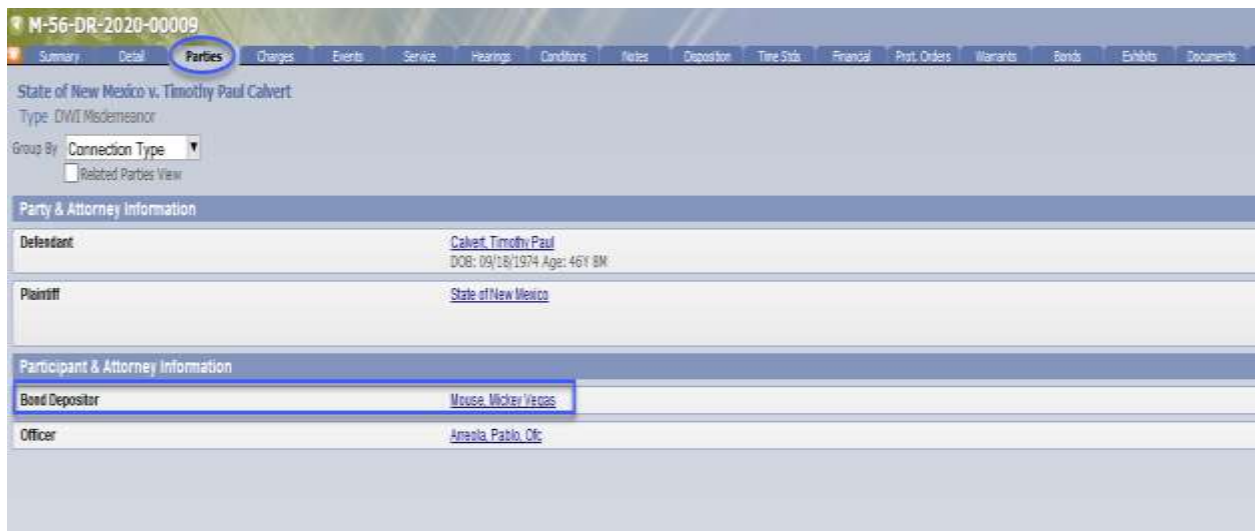 M-56-DR-2020-00009
Summary Detail Parties Charges Events Service Hearings Conditions Notes Disposition Time Stds Financial Prot. Orders Warrants Bonds Exhibits Documents
State of New Mexico v. Timothy Paul Calvert
Type DWI Misdemeanor
Group By Connection Type
Related Parties View
Party & Attorney Information
Defendant Calvert, Timothy Paul
DOB: 09/18/1974 Age: 46Y 8M
Plaintiff State of New Mexico
Participant & Attorney Information
Bond Depositor Mouse, Mickey Vegas
Officer Arreola, Pablo, Ofc